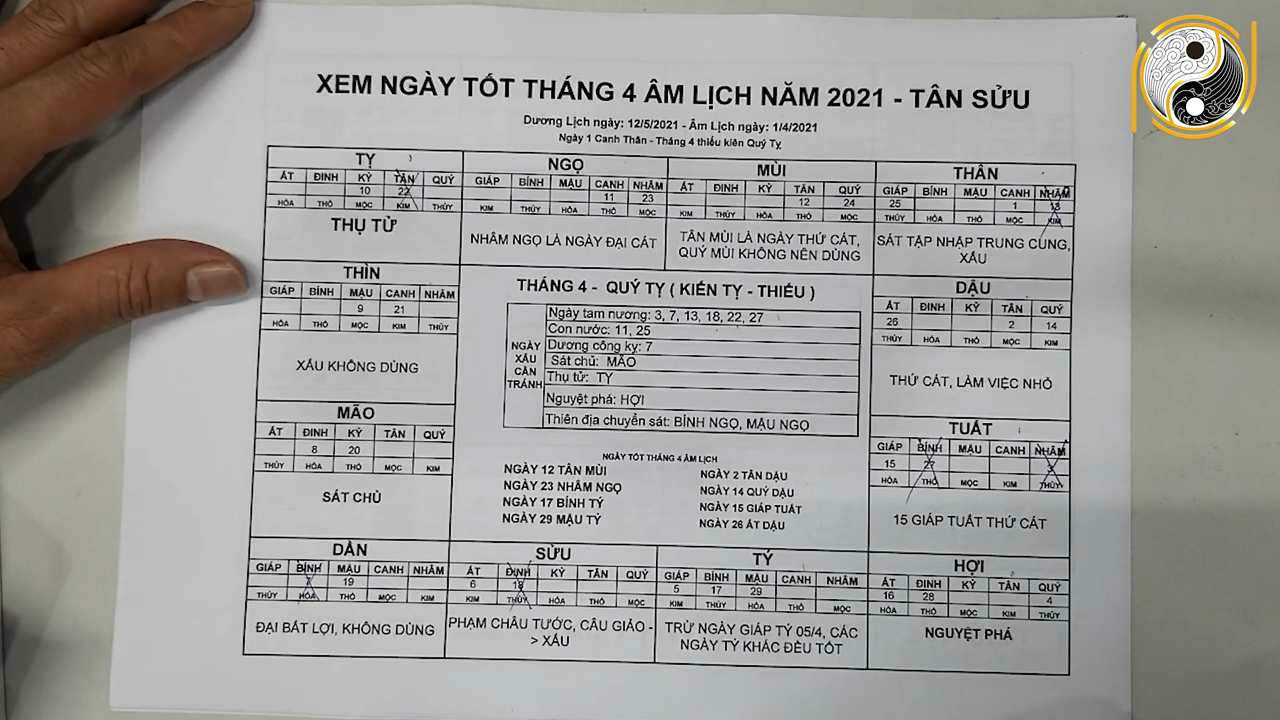 XEM NGÀY TỐT THÁNG 4 ÂM LỊCH NĂM 2021 - TÂN SỬU
Dương Lịch ngày: 12/5/2021 - Âm Lịch ngày: 1/4/2021
Ngày 1 Canh Thân - Tháng 4 thiếu kiên Quý Tỵ
TỴ
ẤT ĐINH KỶ TÂN QUÝ
10 22
HỎA THỔ MỘC KIM THỦY
THỤ TỬ
NGỌ
GIÁP BÍNH MẬU CANH NHÂM
11 23
KIM THỦY HỎA THỔ MỘC
NHÂM NGỌ LÀ NGÀY ĐẠI CÁT
MÙI
ẤT ĐINH KỶ TÂN QUÝ
12 24
KIM THỦY HỎA THỔ MỘC
TÂN MÙI LÀ NGÀY THỨ CÁT,
QUÝ MÙI KHÔNG NÊN DÙNG
THÂN
GIÁP BÍNH MẬU CANH NHÂM
25 1 13
THỦY HỎA THỔ MỘC KIM
SÁT TẬP NHẬP TRUNG CUNG,
XẤU
THÌN
GIÁP BÍNH MẬU CANH NHÂM
9 21
HỎA THỔ MỘC KIM THỦY
XẤU KHÔNG DÙNG
THÁNG 4 - QUÝ TỴ ( KIẾN TỴ - THIẾU )
NGÀY
XẤU
CẦN
TRÁNH
Ngày tam nương: 3, 7, 13, 18, 22, 27
Con nước: 11, 25
Dương công kỵ: 7
Sát chủ: MÃO
Thụ tử: TỴ
Nguyệt phá: HỢI
Thiên địa chuyển sát: BÍNH NGỌ, MẬU NGỌ
DẬU
ẤT ĐINH KỶ TÂN QUÝ
26 2 14
THỦY HỎA THỔ MỘC KIM
THỨ CÁT, LÀM VIỆC NHỎ
MÃO
ẤT ĐINH KỶ TÂN QUÝ
8 20
THỦY HỎA THỔ MỘC KIM
SÁT CHỦ
NGÀY TỐT THÁNG 4 ÂM LỊCH
NGÀY 12 TÂN MÙI
NGÀY 23 NHÂM NGỌ
NGÀY 17 BÍNH TÝ
NGÀY 29 MẬU TÝ
NGÀY 2 TÂN DẬU
NGÀY 14 QUÝ DẬU
NGÀY 15 GIÁP TUẤT
NGÀY 26 ẤT DẬU
TUẤT
GIÁP BÍNH MẬU CANH NHÂM
15 27
HỎA THỔ MỘC KIM THỦY
15 GIÁP TUẤT THỨ CÁT
DẦN
GIÁP BÍNH MẬU CANH NHÂM
19
THỦY HỎA THỔ MỘC KIM
ĐẠI BẤT LỢI, KHÔNG DÙNG
SỬU
ẤT ĐINH KỶ TÂN QUÝ
6 18
KIM THỦY HỎA THỔ MỘC
PHẠM CHÂU TƯỚC, CÂU GIẢO -
> XẤU
TÝ
GIÁP BÍNH MẬU CANH NHÂM
5 17 29
KIM THỦY HỎA THỔ MỘC
TRỪ NGÀY GIÁP TÝ 05/4, CÁC
NGÀY TÝ KHÁC ĐỀU TỐT
HỢI
ẤT ĐINH KỶ TÂN QUÝ
16 28 4
HỎA THỔ MỘC KIM THỦY
NGUYỆT PHÁ